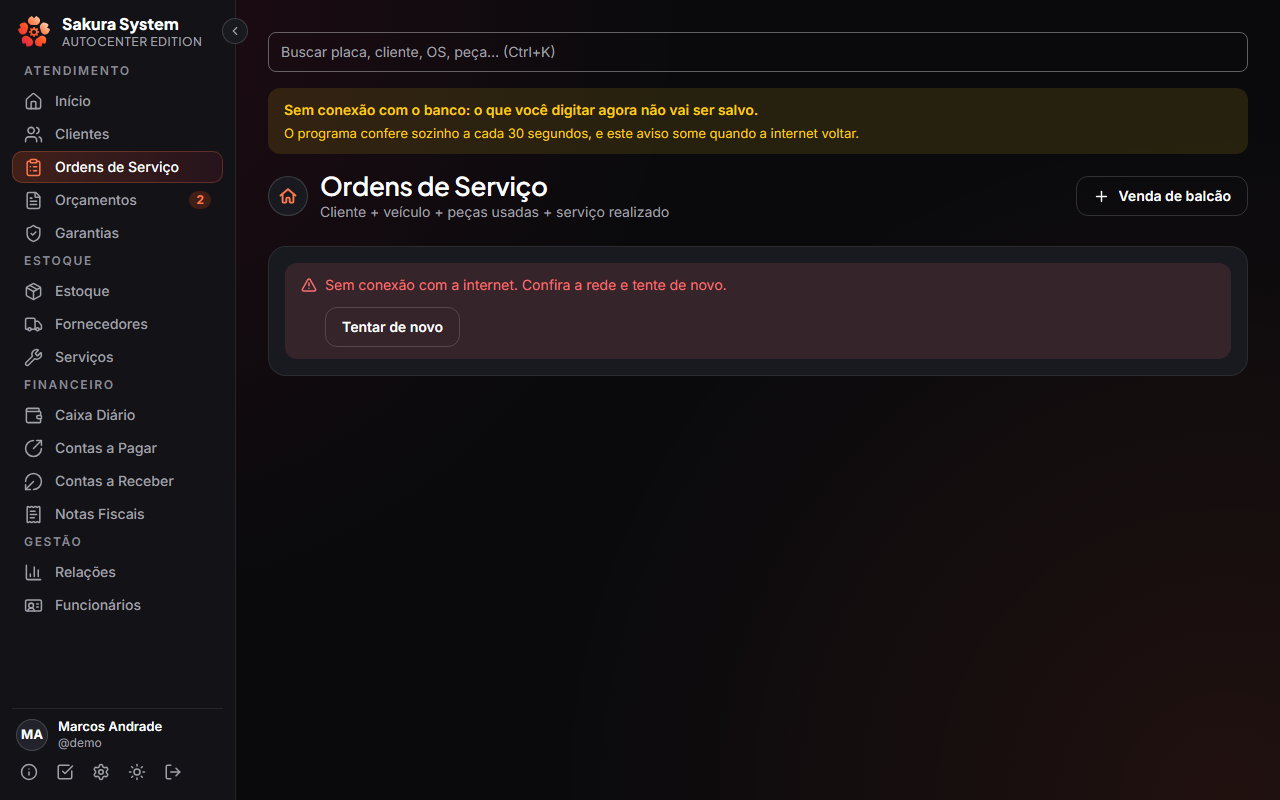 Sakura System
AUTOCENTER EDITION
ATENDIMENTO
Início
Clientes
Ordens de Serviço
Orçamentos 2
Garantias
ESTOQUE
Estoque
Fornecedores
Serviços
FINANCEIRO
Caixa Diário
Contas a Pagar
Contas a Receber
Notas Fiscais
GESTÃO
Relações
Funcionários
MA
Marcos Andrade
@demo
Buscar placa, cliente, OS, peça... (Ctrl+K)
Sem conexão com o banco: o que você digitar agora não vai ser salvo.
O programa confere sozinho a cada 30 segundos, e este aviso some quando a internet voltar.
Ordens de Serviço
Cliente + veículo + peças usadas + serviço realizado
Venda de balcão
Sem conexão com a internet. Confira a rede e tente de novo.
Tentar de novo